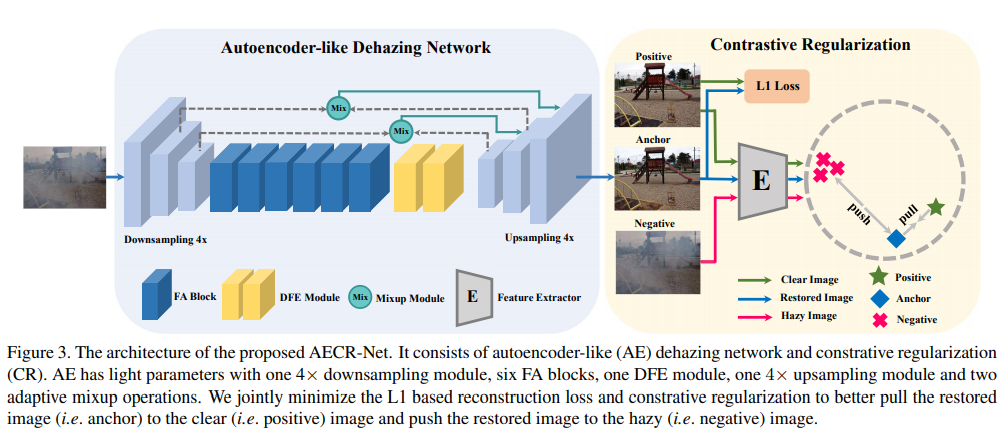 Autoencoder-like Dehazing Network
Mix
Mix
Downsampling 4x
Upsampling 4x
FA Block
DFE Module
Mix
Mixup Module
E
Feature Extractor
Contrastive Regularization
Positive
L1 Loss
Anchor
E
push
pull
Negative
Clear Image
Restored Image
Hazy Image
Positive
Anchor
Negative
Figure 3. The architecture of the proposed AECR-Net. It consists of autoencoder-like (AE) dehazing network and constrative regularization
(CR). AE has light parameters with one 4× downsampling module, six FA blocks, one DFE module, one 4× upsampling module and two
adaptive mixup operations. We jointly minimize the L1 based reconstruction loss and constrative regularization to better pull the restored
image (i.e. anchor) to the clear (i.e. positive) image and push the restored image to the hazy (i.e. negative) image.